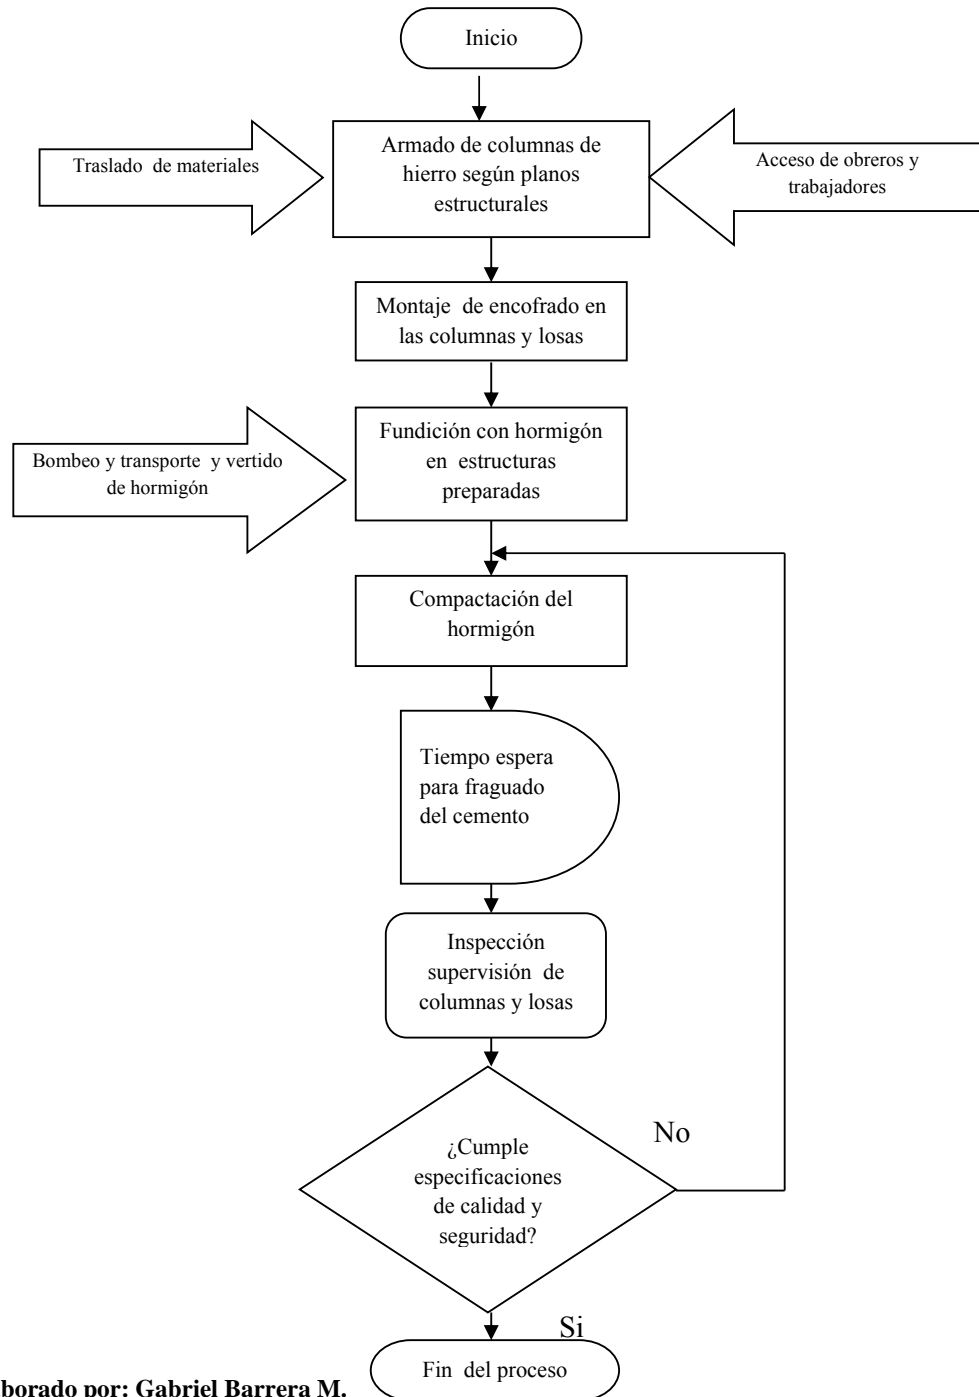 Inicio
Traslado de materiales
Armado de columnas de
hierro según planos
estructurales
Acceso de obreros y
trabajadores
Montaje de encofrado en
las columnas y losas
Bombeo y transporte y vertido
de hormigón
Fundición con hormigón
en estructuras
preparadas
Compactación del
hormigón
Tiempo espera
para fraguado
del cemento
Inspección
supervisión de
columnas y losas
¿Cumple
especificaciones
de calidad y
seguridad?
No
Si
Fin del proceso
borado por: Gabriel Barrera M.